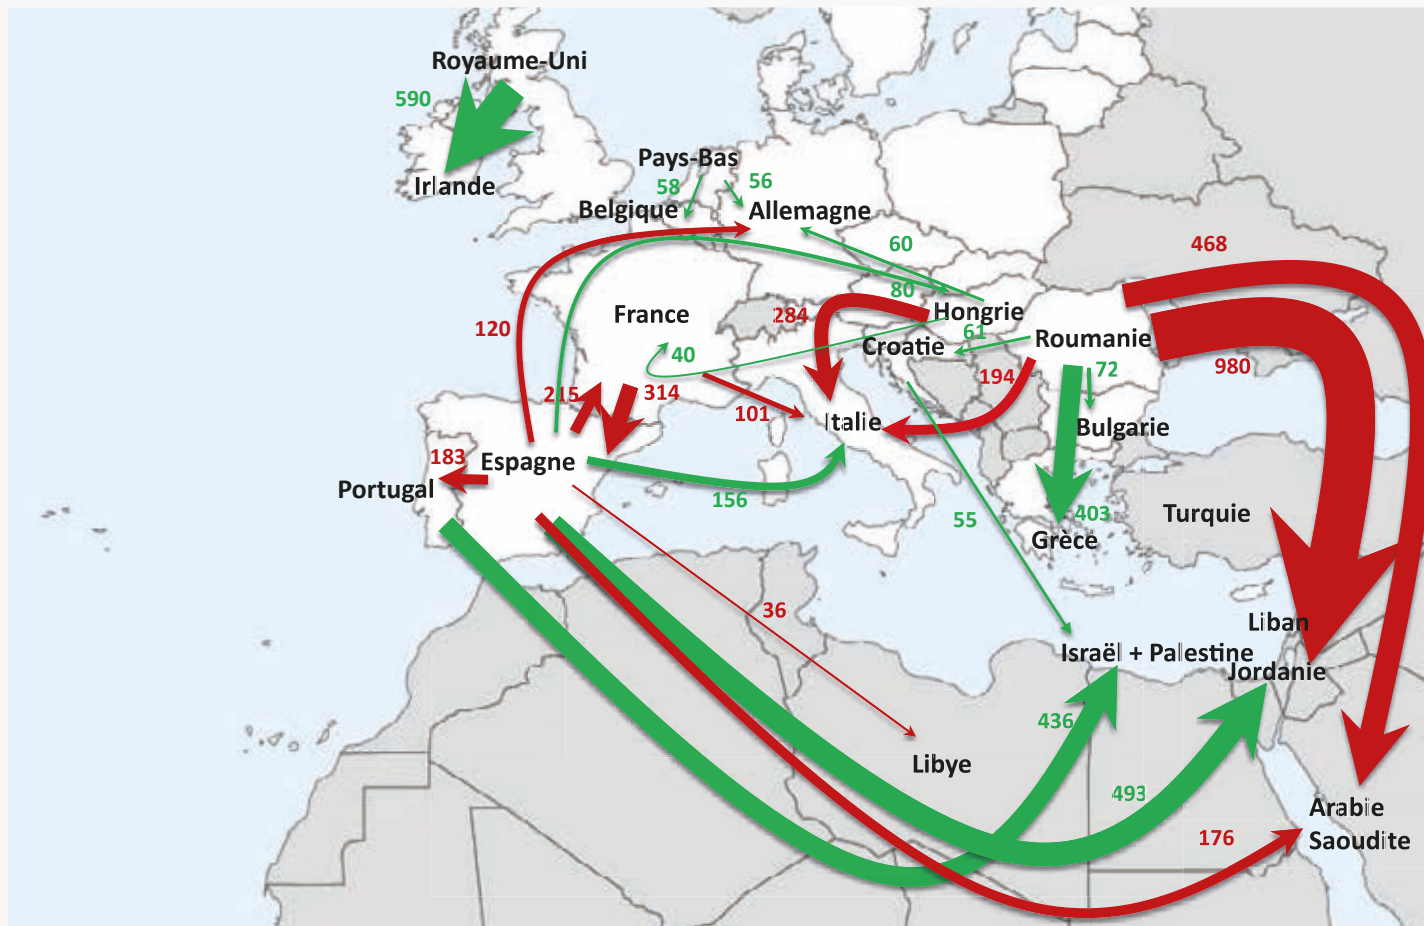 Royaume-Uni
590
Irlande
Pays-Bas
58
56
Belgique
Allemagne
60
468
80
Hongrie
284
France
61
120
Roumanie
Croatie
40
980
72
194
215
314
101
Italie
Bulgarie
183
Espagne
Portugal
156
55
403
Turquie
Grèce
36
Liban
Israël + Palestine
Jordanie
436
Libye
493
Arabie
176
Saoudite